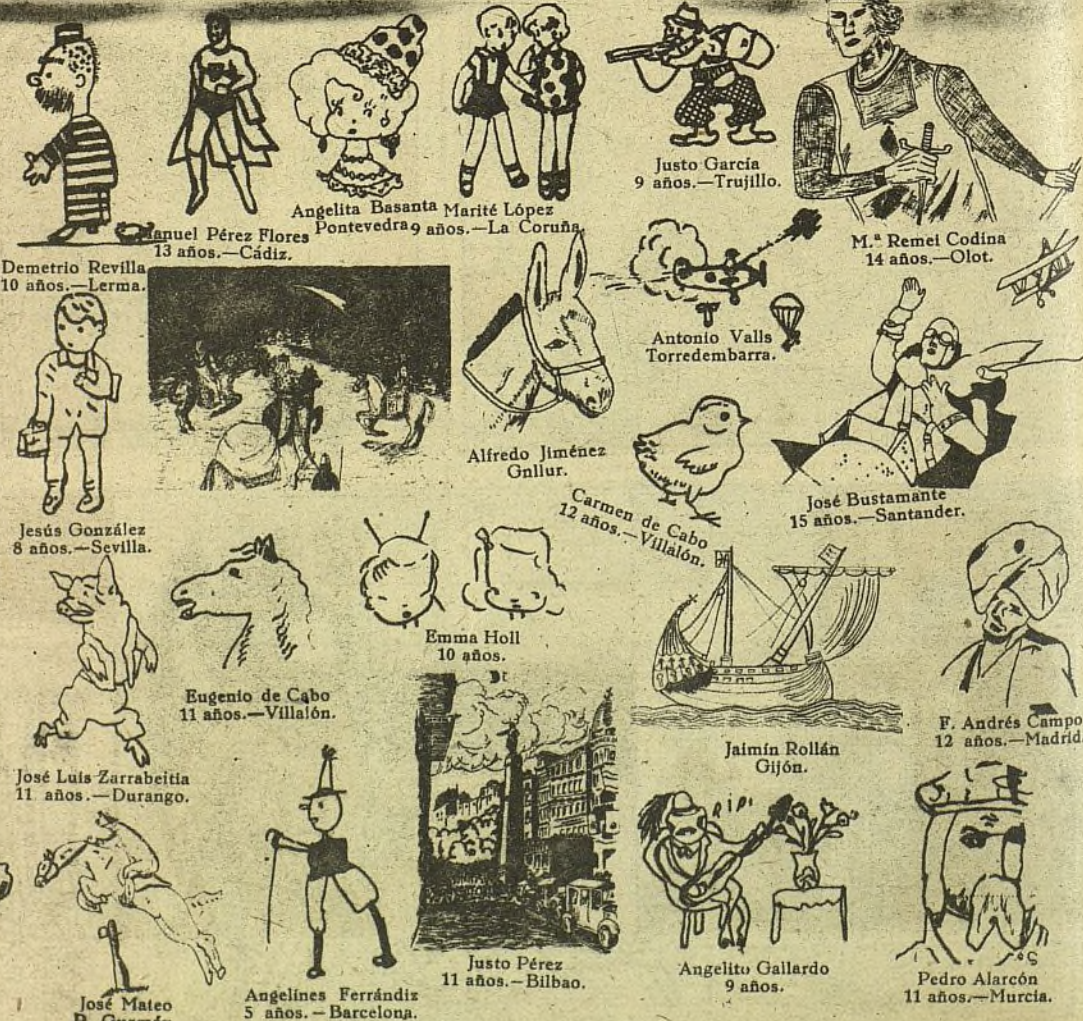 Justo García
9 años.—Trujillo.
Angelita Basanta
Pontevedra
Marité López
9 años.—La Coruña.
Manuel Pérez Flores
13 años.—Cádiz.
M.ª Remei Codina
14 años.—Olot.
Demetrio Revilla
10 años.—Lerma.
Antonio Valls
Torredembarra.
Alfredo Jiménez
Gnllur.
José Bustamante
15 años.—Santander.
Carmen de Cabo
12 años.—Villalón.
Jesús González
8 años.—Sevilla.
Emma Holl
10 años.
Eugenio de Cabo
11 años.—Villalón.
F. Andrés Campo
12 años.—Madrid.
Jaimín Rollán
Gijón.
José Luis Zarrabeitia
11 años.—Durango.
RIPI
Justo Pérez
11 años.—Bilbao.
Angelito Gallardo
9 años.
Pedro Alarcón
11 años.—Murcia.
José Mateo
Angelines Ferrándiz
5 años.—Barcelona.